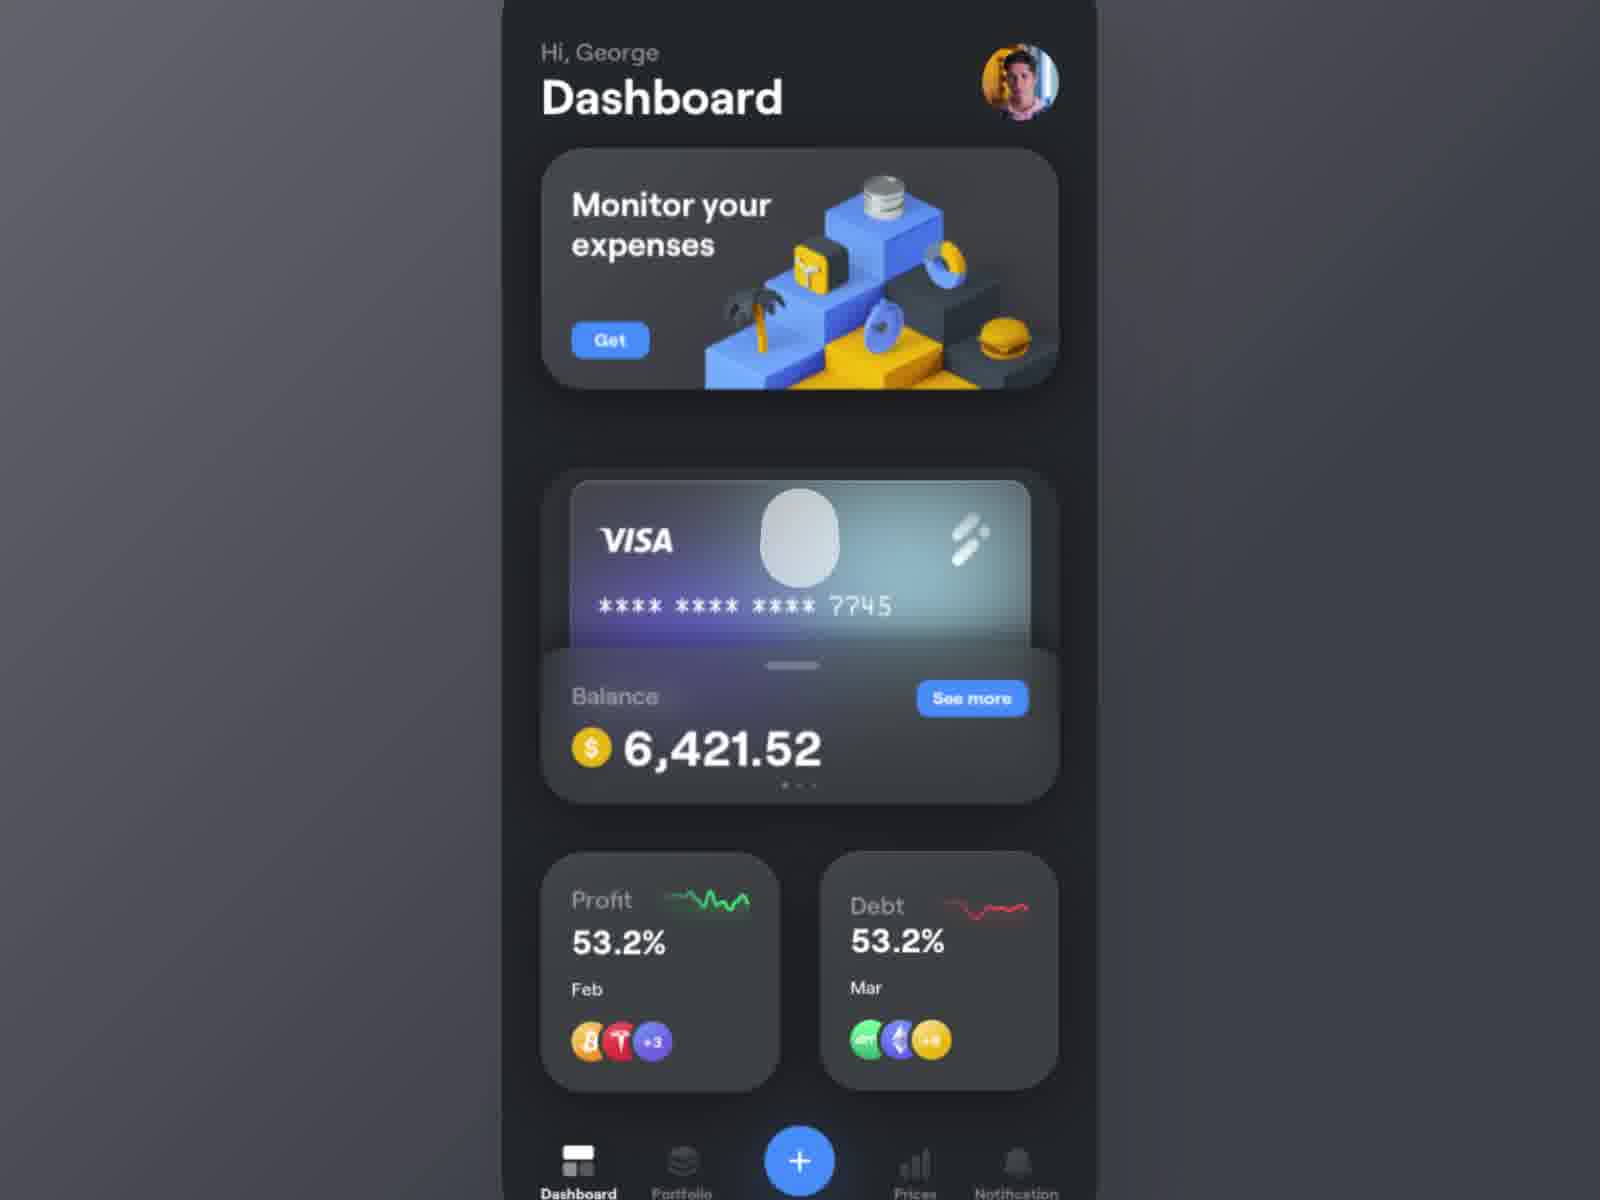 Hi, George
Dashboard
Monitor your
expenses
Get
VISA
**** **** **** 7745
Balance
See more
$ 6,421.52
Profit
53.2%
Feb
+3
Debt
53.2%
Mar
+
Dashboard
Portfolio
Prices
Notification